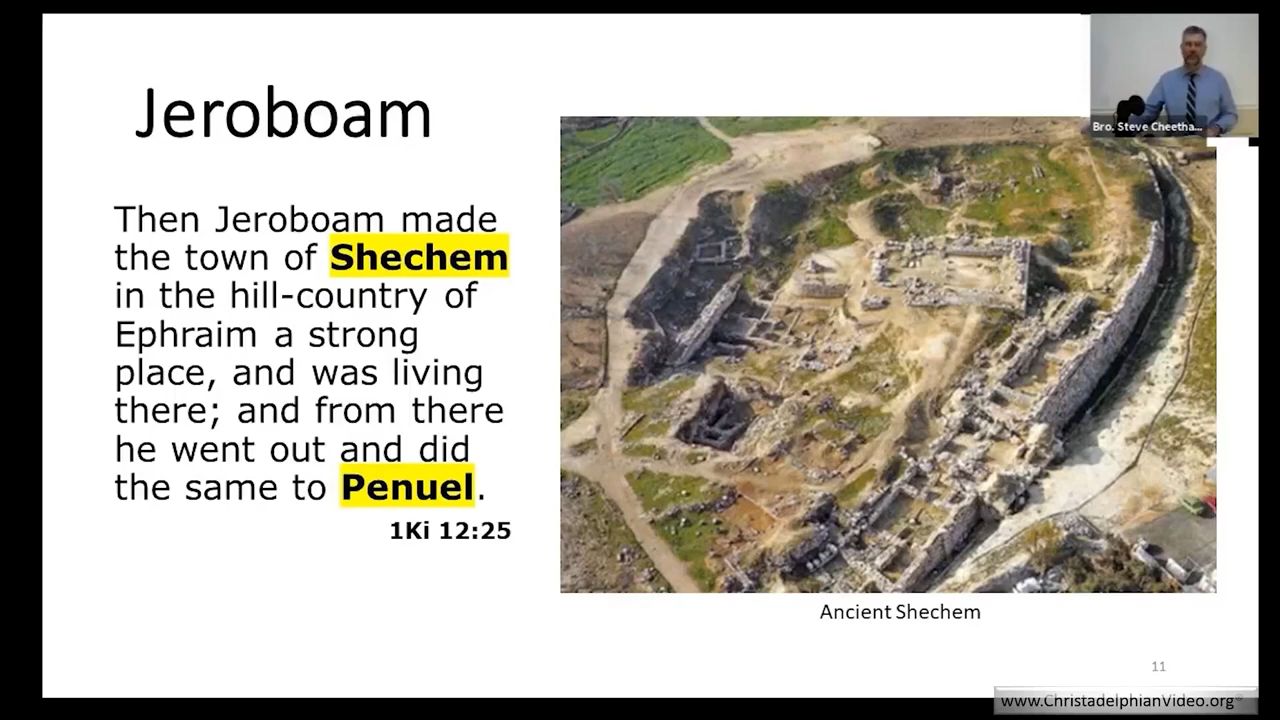 Jeroboam
Then Jeroboam made
the town of Shechem
in the hill-country of
Ephraim a strong
place, and was living
there; and from there
he went out and did
the same to Penuel.
1Ki 12:25
Ancient Shechem
Bro. Steve Cheetha...
11
www.ChristadelphianVideo.org®